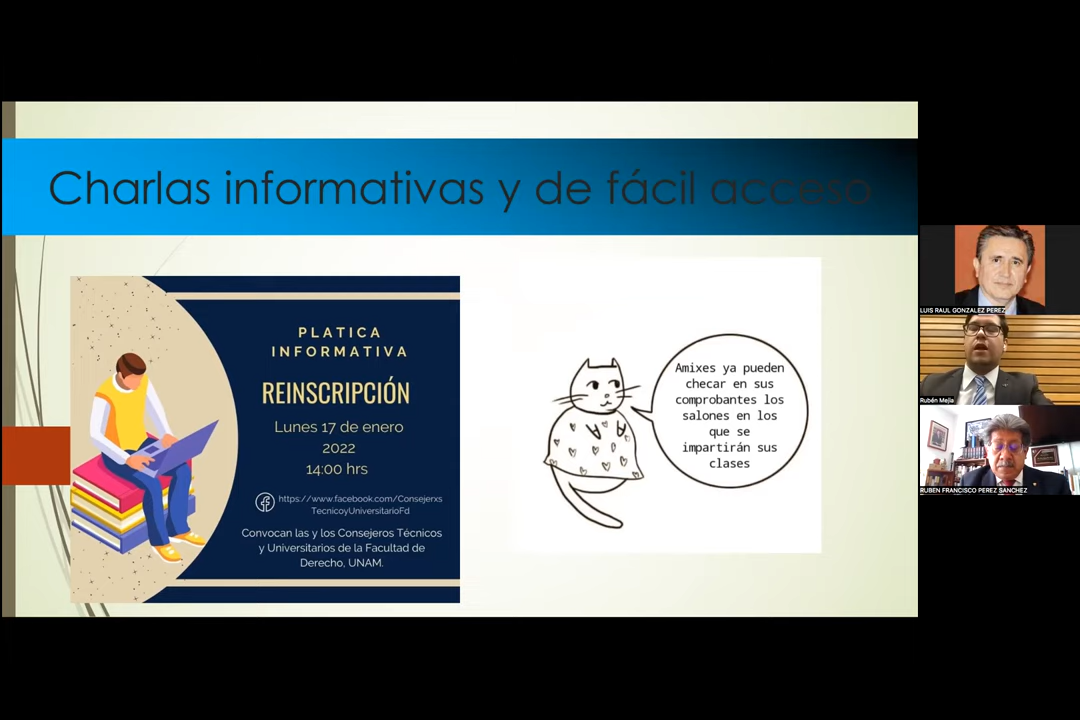 Charlas informativas y de fácil acceso
PLATICA
INFORMATIVA
REINSCRIPCIÓN
Lunes 17 de enero
2022
14:00 hrs
https://www.facebook.com/Consejerxs
TecnicoyUniversitarioFd
Convocan las y los Consejeros Técnicos
y Universitarios de la Facultad de
Derecho, UNAM.
Amixes ya pueden
checar en sus
comprobantes los
salones en los
que se
impartirán sus
clases
LUIS RAUL GONZALEZ PEREZ
Rubén Mejía
RUBEN FRANCISCO PEREZ SANCHEZ